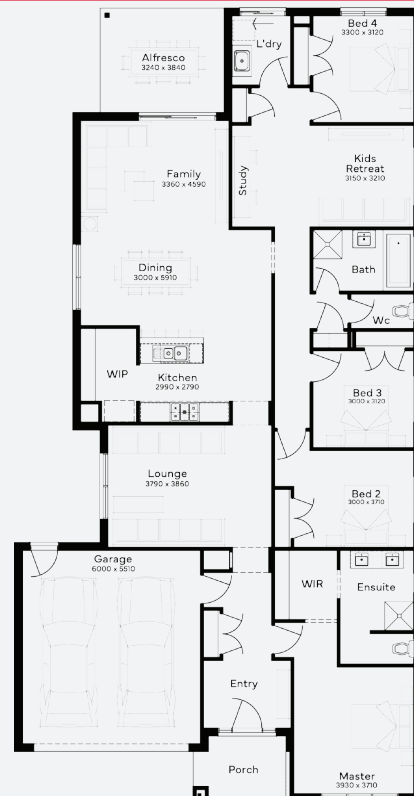 Bed 4
3300 x 3120
L'dry
Alfresco
3240 x 3840
Family
3360 x 4590
Study
Kids
Retreat
3150 x 3210
Dining
3000 x 5910
Bath
Wc
WIP
Kitchen
2990 x 2790
Bed 3
3000 x 3120
Lounge
3790 x 3860
Bed 2
3000 x 3710
Garage
6000 x 5510
WIR
Ensuite
Entry
Porch
Master
3930 x 3710